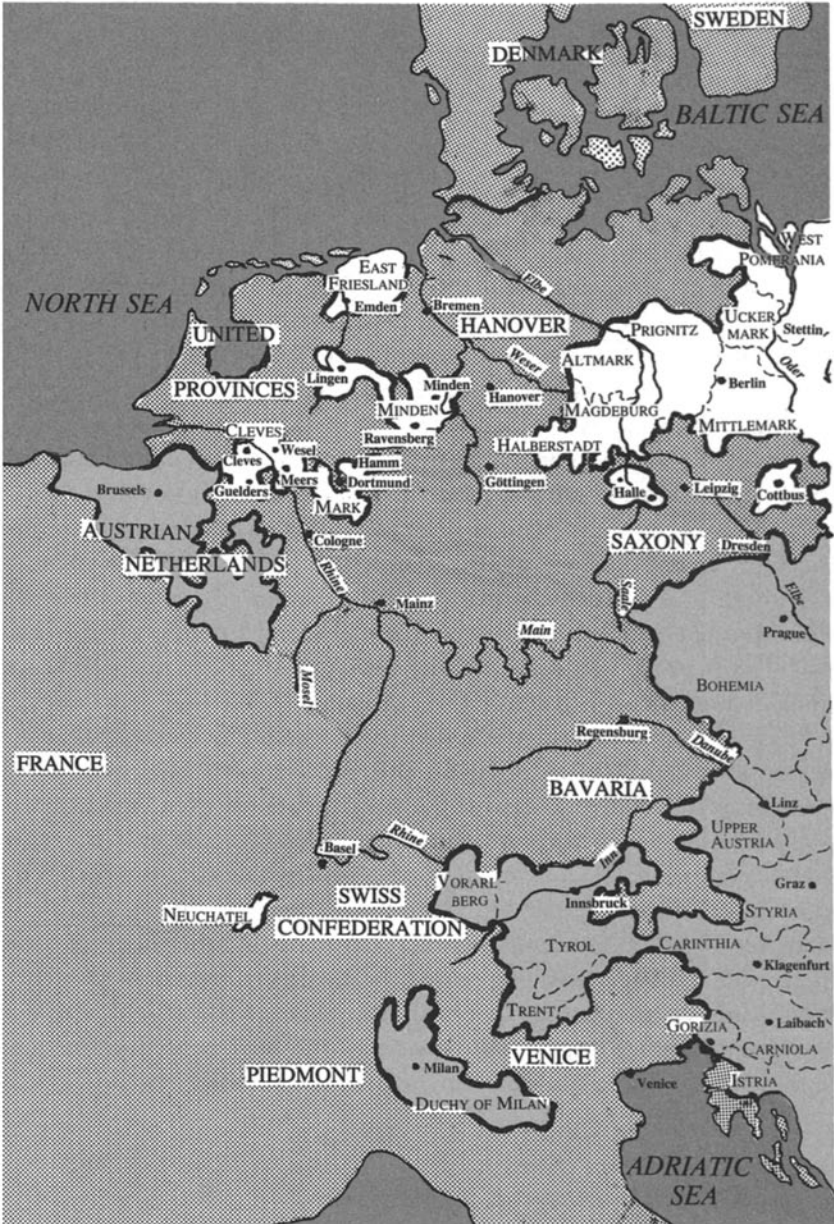 SWEDEN
DENMARK
BALTIC SEA
WEST
POMERANIA
EAST
FRIESLAND
Emden
NORTH SEA
Elbe
Bremen
HANOVER
PRIGNITZ
UCKER
MARK
Stettin
UNITED
PROVINCES
Weser
ALTMARK
Oder
Lingen
Minden
Hanover
Berlin
MINDEN
MAGDEBURG
Ravensberg
MITTLEMARK
CLEVES
Wesel
HALBERSTADT
Cleves
Hamm
Göttingen
Guelders
Meers
Dortmund
Halle
Leipzig
Cottbus
Brussels
MARK
AUSTRIAN
NETHERLANDS
Cologne
SAXONY
Dresden
Rhine
Mainz
Saale
Elbe
Main
Prague
Mosel
BOHEMIA
Regensburg
Danube
FRANCE
BAVARIA
Linz
Rhine
Inn
UPPER
AUSTRIA
Basel
VORARL
BERG
Graz
SWISS
CONFEDERATION
Innsbruck
NEUCHATEL
STYRIA
TYROL
CARINTHIA
Klagenfurt
TRENT
GORIZIA
Laibach
CARNIOLA
VENICE
PIEDMONT
Milan
Venice
ISTRIA
DUCHY OF MILAN
ADRIATIC
SEA